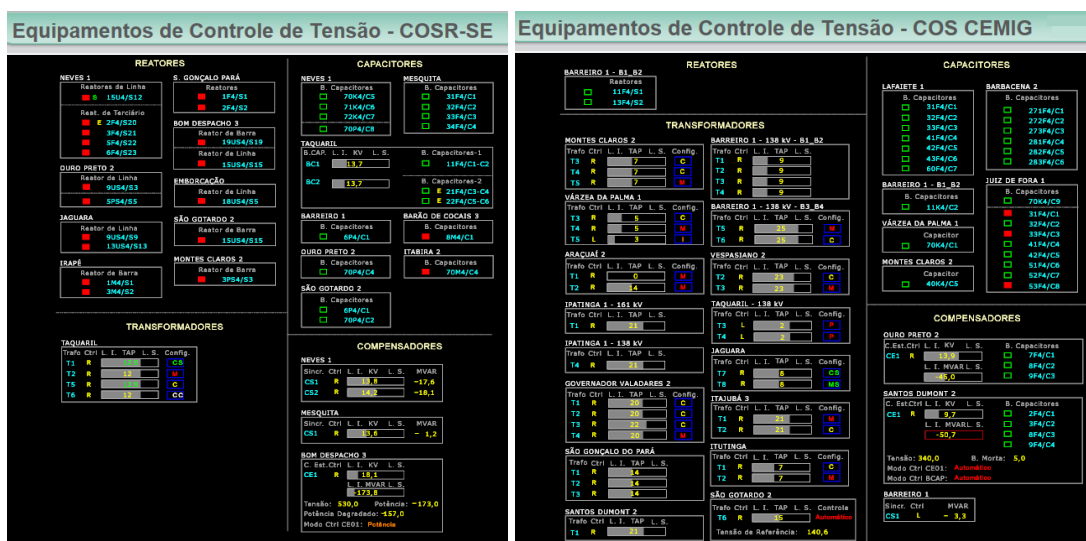 Equipamentos de Controle de Tensão - COSR-SE
REATORES
NEVES 1
Reatores de Linha
S 15U4/S12
Reat. de Terciário
E 2F4/S20
3F4/S21
5F4/S22
6F4/S23
OURO PRETO 2
Reator de Linha
9US4/S3
5PS4/S5
JAGUARA
Reator de Linha
9US4/S9
13US4/S13
IRAPÉ
Reator de Barra
1M4/S1
3M4/S2
S. GONÇALO PARÁ
Reatores
1F4/S1
2F4/S2
BOM DESPACHO 3
Reator de Barra
19US4/S19
Reator de Linha
15US4/S15
EMBORCAÇÃO
Reator de Linha
18US4/S5
SÃO GOTARDO 2
Reator de Barra
15US4/S15
MONTES CLAROS 2
Reator de Barra
3PS4/S3
TRANSFORMADORES
TAQUARIL
Trafo Ctrl L. I. TAP L. S. Config.
T1 R CS
T2 R 12 M
T5 R C
T6 R 12 CC
CAPACITORES
NEVES 1
B. Capacitores
70K4/C5
71K4/C6
72K4/C7
70P4/C8
MESQUITA
B. Capacitores
31F4/C1
32F4/C2
33F4/C3
34F4/C4
TAQUARIL
B.CAP. L. I. KV L. S.
BC1 13,7
BC2 13,7
B. Capacitores-1
11F4/C1-C2
B. Capacitores-2
E 21F4/C3-C4
E 22F4/C5-C6
BARREIRO 1
B. Capacitores
6P4/C1
BARÃO DE COCAIS 3
B. Capacitores
8M4/C1
OURO PRETO 2
B. Capacitores
70P4/C4
ITABIRA 2
B. Capacitores
70M4/C4
SÃO GOTARDO 2
B. Capacitores
6P4/C1
70P4/C2
COMPENSADORES
NEVES 1
Sincr. Ctrl L. I. KV L. S. MVAR
CS1 R 13,8 -17,6
CS2 R 14,2 -18,1
MESQUITA
Sincr. Ctrl L. I. KV L. S. MVAR
CS1 R 13,6 - 1,2
BOM DESPACHO 3
C. Est.Ctrl L. I. KV L. S.
CE1 R 18,1
L. I. MVAR L. S.
-173,8
Tensão: 530,0 Potência: -173,0
Potência Degradado: -157,0
Modo Ctrl CE01: Potência
Equipamentos de Controle de Tensão - COS CEMIG
REATORES
BARREIRO 1 - B1_B2
Reatores
11F4/S1
13F4/S2
TRANSFORMADORES
MONTES CLAROS 2
Trafo Ctrl L. I. TAP L. S. Config.
T3 R 7 C
T4 R 7 C
T5 R 7 M
VÁRZEA DA PALMA 1
Trafo Ctrl L. I. TAP L. S. Config.
T3 R 5 C
T4 R 5 M
T5 L 3 I
ARAÇUAÍ 2
Trafo Ctrl L. I. TAP L. S. Config.
T1 R 0 M
T2 R 14 M
IPATINGA 1 - 161 kV
Trafo Ctrl L. I. TAP L. S.
T1 R 21
IPATINGA 1 - 138 kV
Trafo Ctrl L. I. TAP L. S.
T4 R 21
GOVERNADOR VALADARES 2
Trafo Ctrl L. I. TAP L. S. Config.
T1 R 20 C
T2 R 20 C
T3 R 22 C
T4 R 20 M
SÃO GONÇALO DO PARÁ
Trafo Ctrl L. I. TAP L. S.
T1 R 14
T2 R 14
T3 R 14
SANTOS DUMONT 2
Trafo Ctrl L. I. TAP L. S.
T1 R 21
BARREIRO 1 - 138 kV - B1_B2
Trafo Ctrl L. I. TAP L. S.
T1 R 9
T2 R 9
T3 R 9
T4 R 9
BARREIRO 1 - 138 kV - B3_B4
Trafo Ctrl L. I. TAP L. S. Config.
T5 R 25 M
T6 R 25 C
VESPASIANO 2
Trafo Ctrl L. I. TAP L. S. Config.
T2 R 23 C
T3 R 23 M
TAQUARIL - 138 kV
Trafo Ctrl L. I. TAP L. S. Config.
T3 L 2 P
T4 L 2 P
JAGUARA
Trafo Ctrl L. I. TAP L. S. Config.
T7 R 8 CS
T8 R 8 MS
ITAJUBÁ 3
Trafo Ctrl L. I. TAP L. S. Config.
T1 R 21 M
T2 R 21 C
ITUTINGA
Trafo Ctrl L. I. TAP L. S. Config.
T1 R 7 C
T2 R 7 M
SÃO GOTARDO 2
Trafo Ctrl L. I. TAP L. S. Controle
T6 R 15 Automático
Tensão de Referência: 140,6
CAPACITORES
LAFAIETE 1
B. Capacitores
31F4/C1
32F4/C2
33F4/C3
41F4/C4
42F4/C5
43F4/C6
60F4/C7
BARBACENA 2
B. Capacitores
271F4/C1
272F4/C2
273F4/C3
281F4/C4
282F4/C5
283F4/C6
BARREIRO 1 - B1_B2
B. Capacitores
11K4/C2
VÁRZEA DA PALMA 1
Capacitor
70K4/C1
MONTES CLAROS 2
Capacitor
40K4/C5
JUIZ DE FORA 1
B. Capacitores
70K4/C9
31F4/C1
32F4/C2
33F4/C3
41F4/C4
42F4/C5
51F4/C6
52F4/C7
53F4/C8
COMPENSADORES
OURO PRETO 2
C.Est.Ctrl L. I. KV L. S.
CE1 R 13,9
L. I. MVAR L. S.
-45,0
B. Capacitores
7F4/C1
8F4/C2
9F4/C3
SANTOS DUMONT 2
C. Est.Ctrl L. I. KV L. S.
CE1 R 9,7
L. I. MVARL. S.
-50,7
B. Capacitores
2F4/C1
3F4/C2
8F4/C3
9F4/C4
Tensão: 340,0 B. Morta: 5,0
Modo Ctrl CE01: Automático
Modo Ctrl BCAP: Automático
BARREIRO 1
Sincr. Ctrl MVAR
CS1 L - 3,3